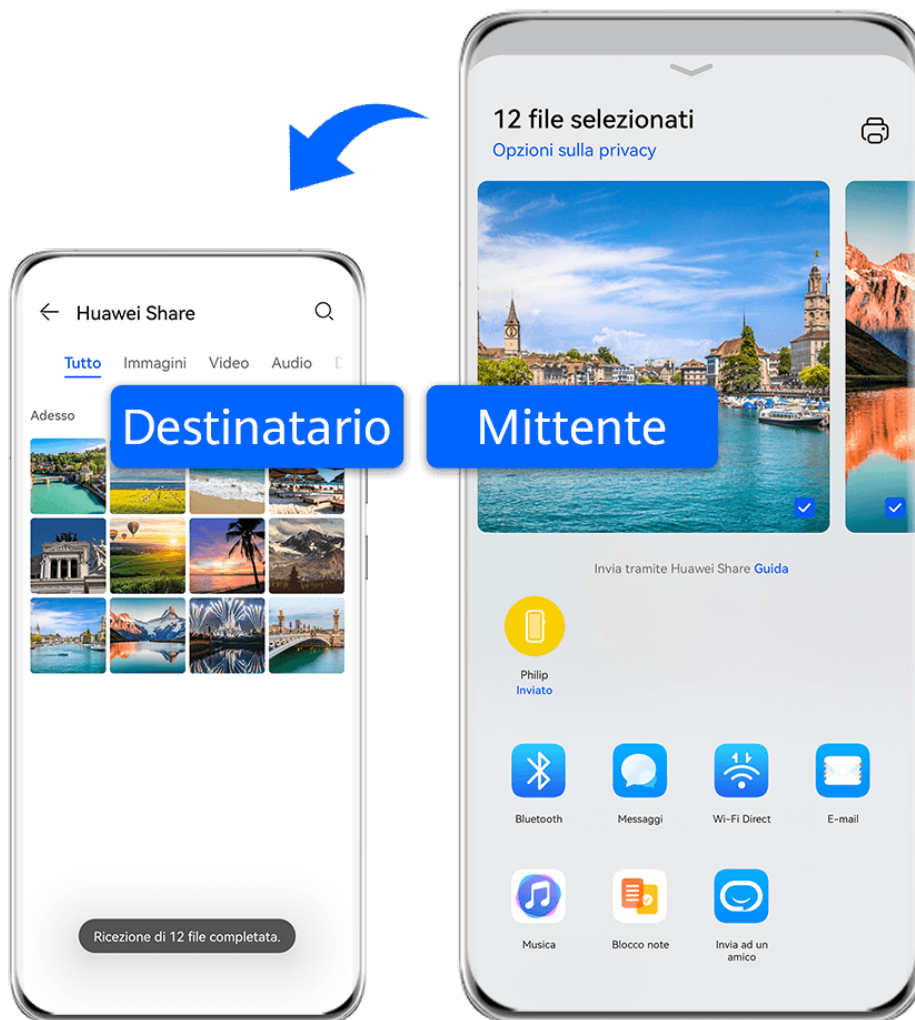 12 file selezionati
Opzioni sulla privacy
Huawei Share
Tutto Immagini Video Audio
Adesso
Destinatario
Mittente
Invia tramite Huawei Share Guida
Philip
Inviato
Bluetooth Messaggi Wi-Fi Direct E-mail
Musica Blocco note Invia ad un
amico
Ricezione di 12 file completata.